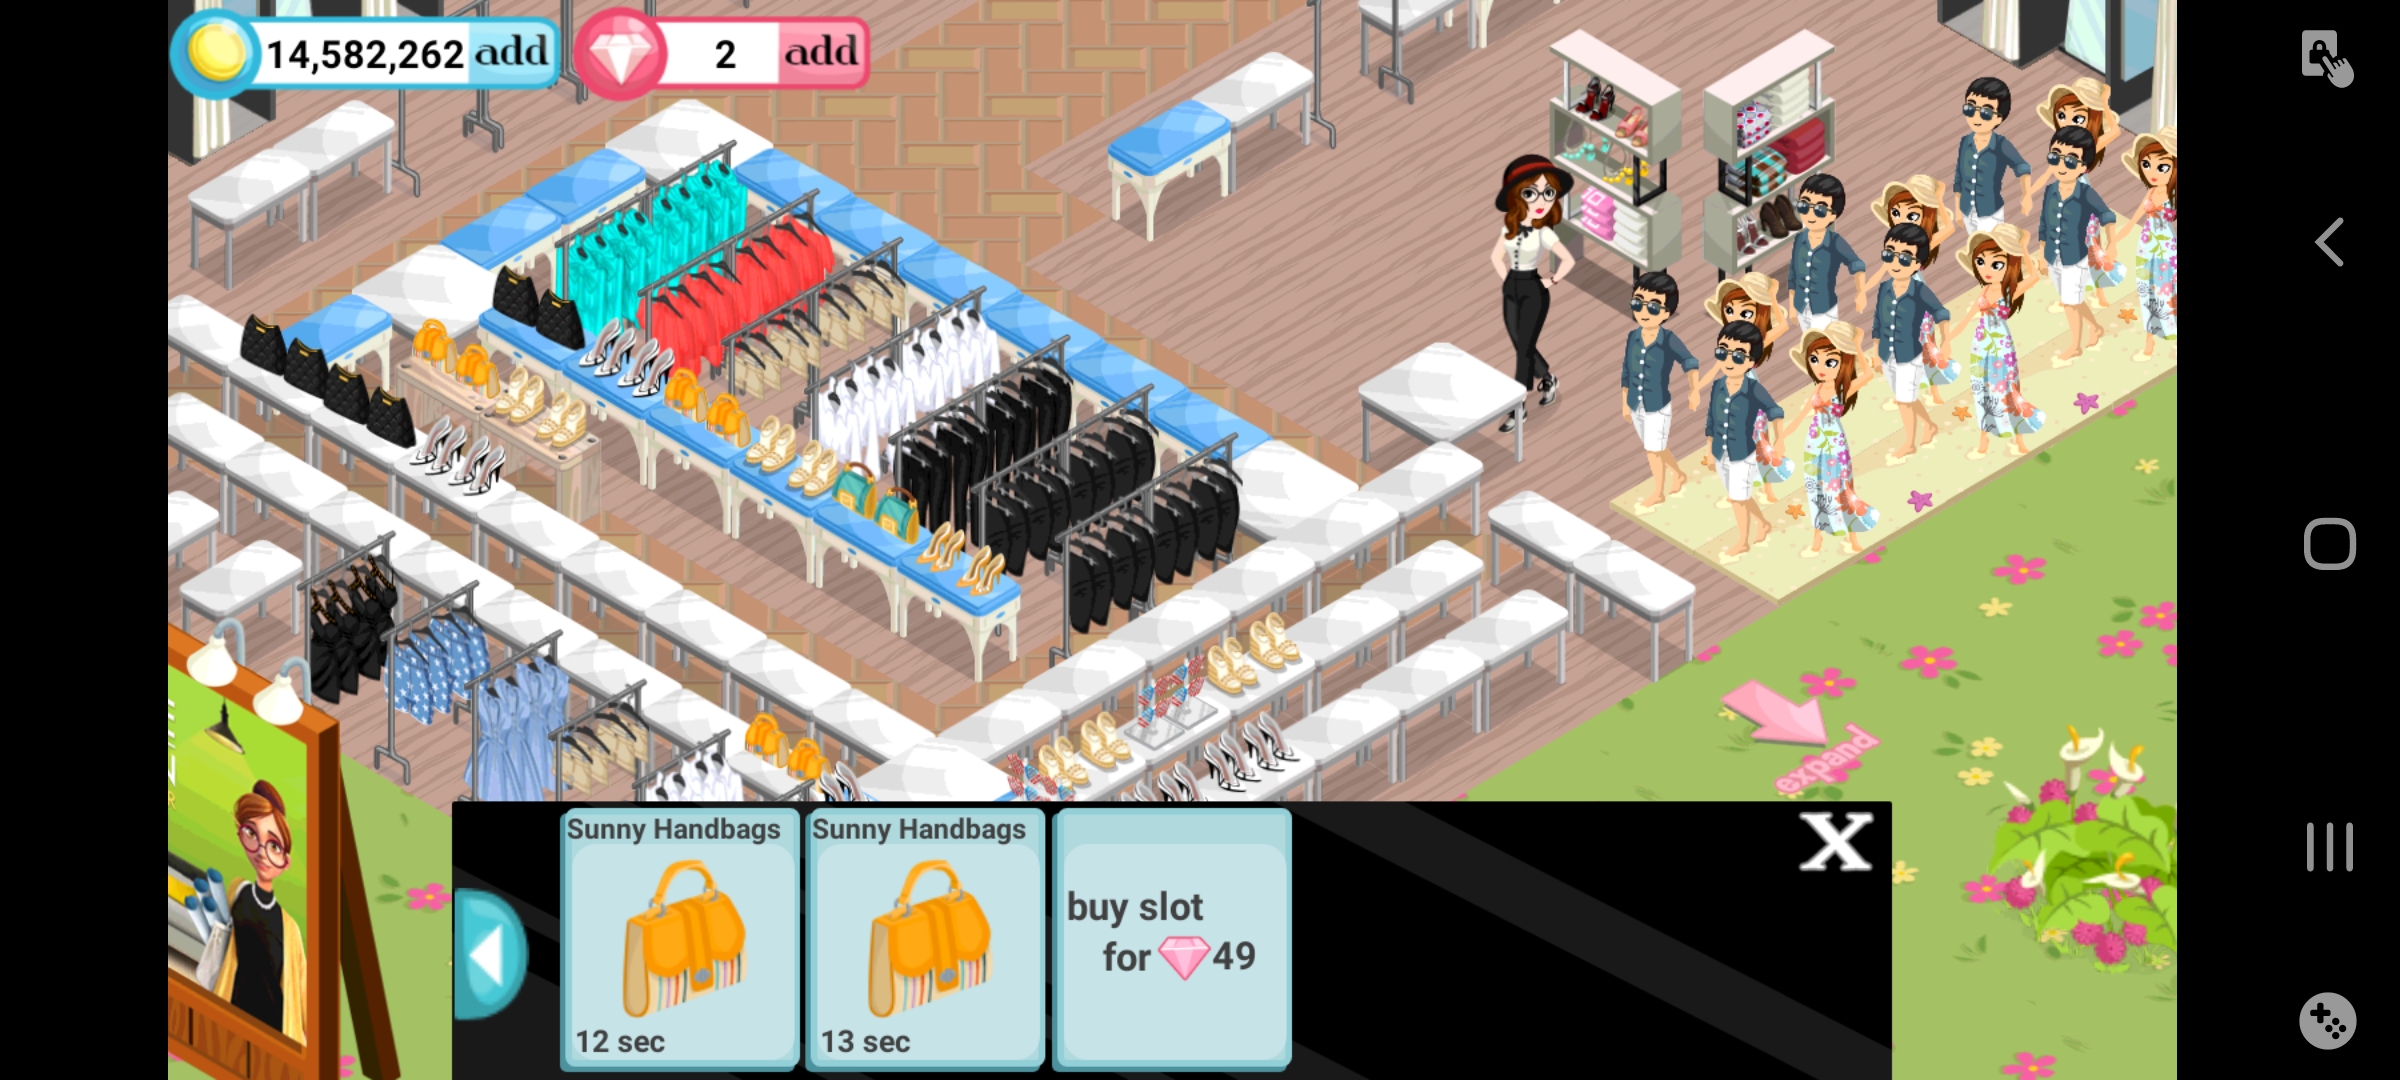 14,582,262 add
2 add
expand
Sunny Handbags
12 sec
Sunny Handbags
13 sec
buy slot
for 49
X